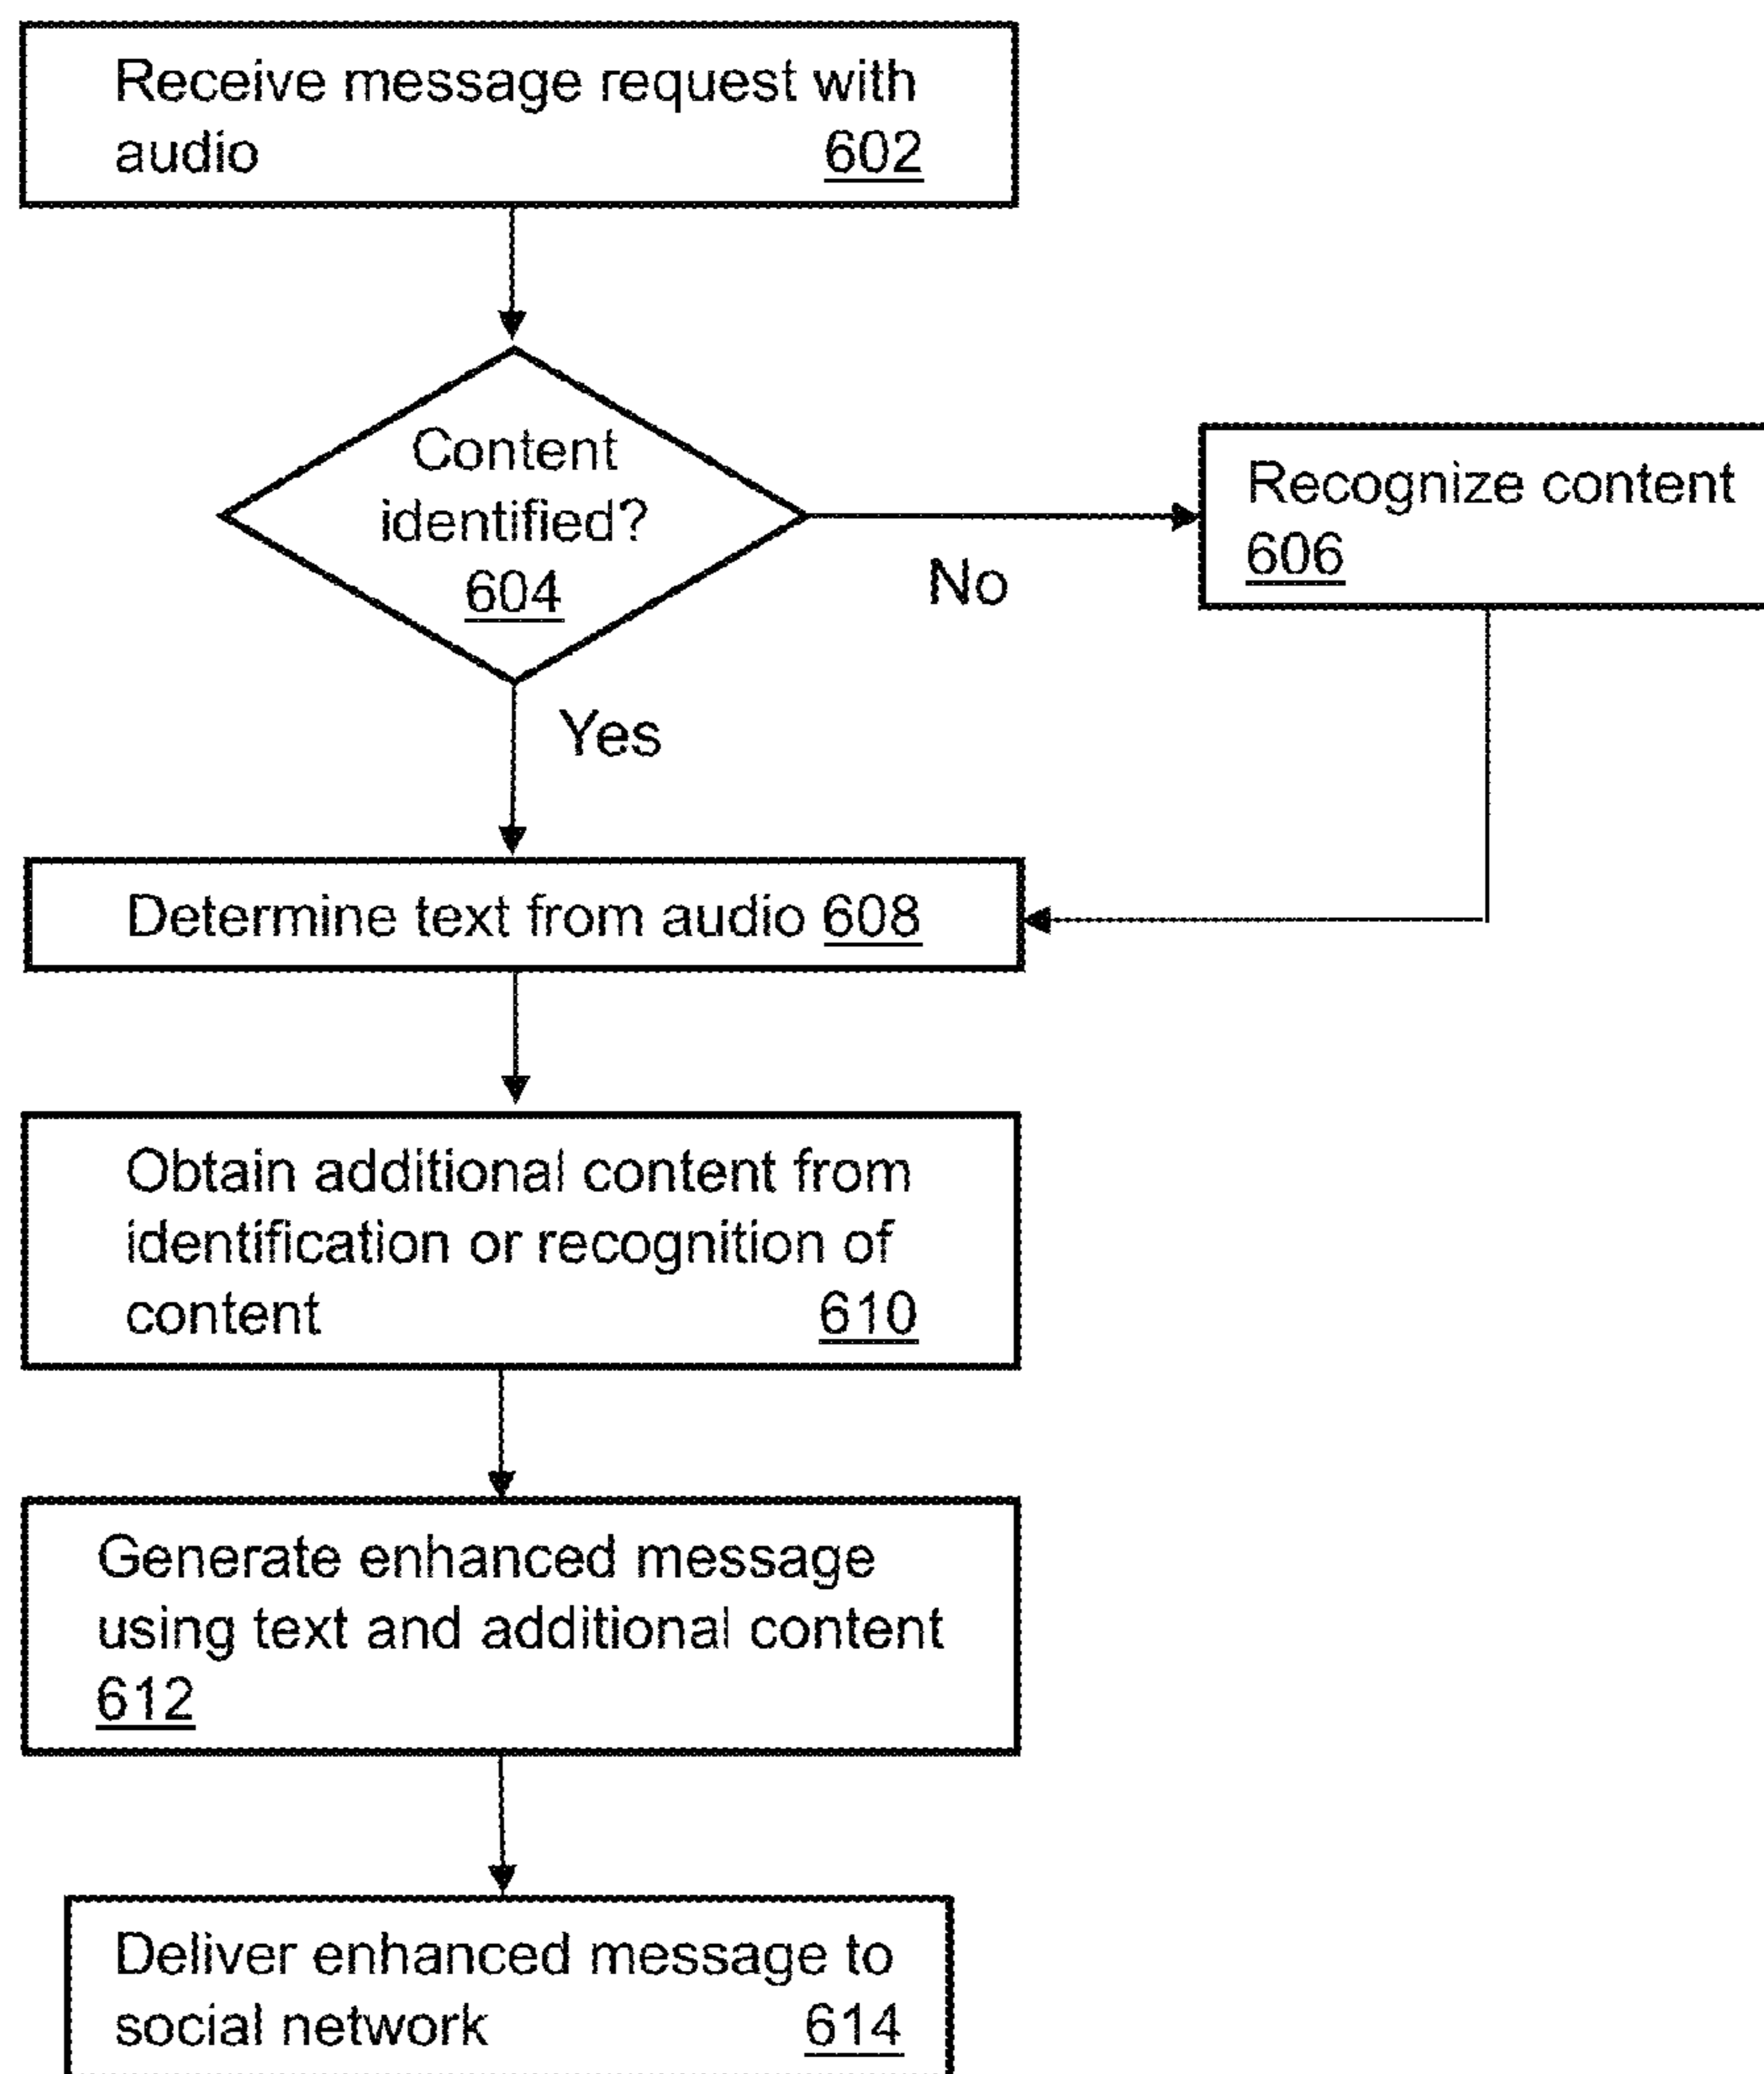 Receive message request with
audio 602
Content
identified?
604
No
Recognize content
606
Yes
Determine text from audio 608
Obtain additional content from
identification or recognition of
content 610
Generate enhanced message
using text and additional content
612
Deliver enhanced message to
social network 614